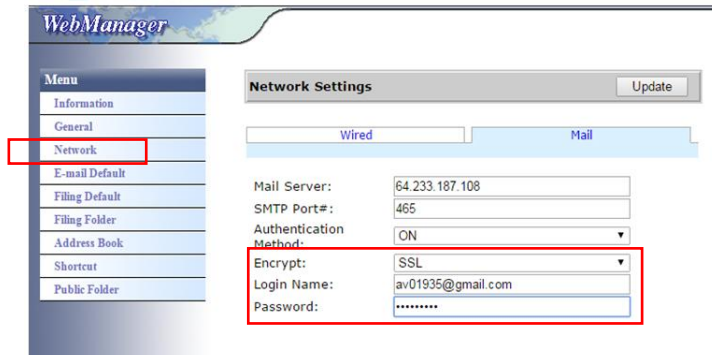 WebManager
Menu
Information
General
Network
E-mail Default
Filing Default
Filing Folder
Address Book
Shortcut
Public Folder
Network Settings
Update
Wired
Mail
Mail Server: 64.233.187.108
SMTP Port#: 465
Authentication
Method: ON
Encrypt: SSL
Login Name: av01935@gmail.com
Password: •••••••••